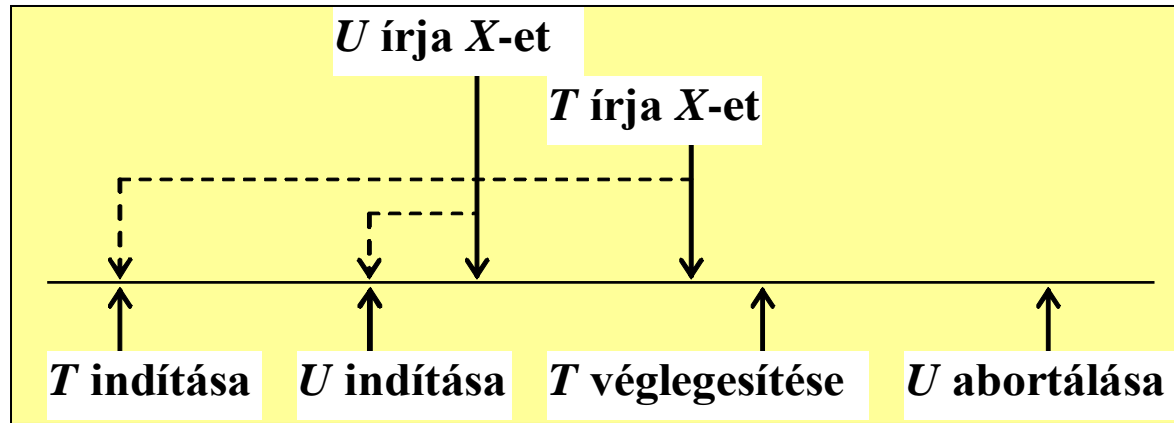 U írja X-et
T írja X-et
T indítása
U indítása
T véglegesítése
U abortálása